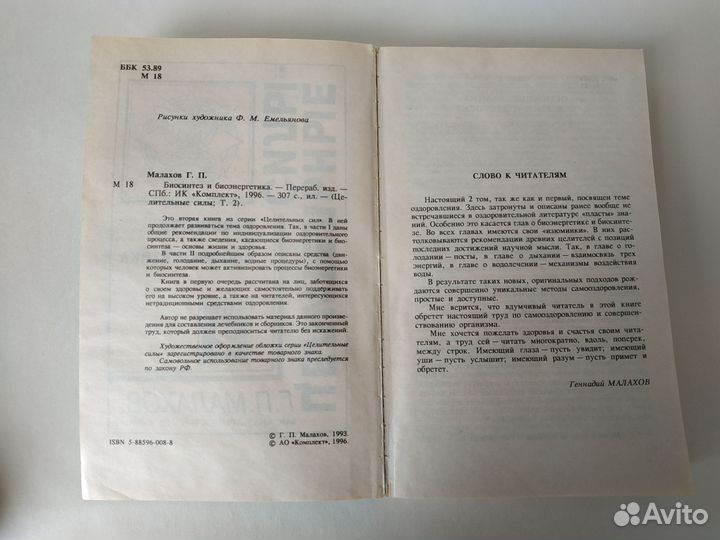 ББК 53.89
М 18
Рисунки художника Ф. М. Емельянова
Малахов Г. П.
М 18
Биосинтез и биоэнергетика. — Перераб. изд. —
СПб.: ИК «Комплект», 1996. — 307 с., ил. — (Це-
лительные силы; Т. 2).
Это вторая книга из серии «Целительных сил». В ней
продолжает развиваться тема оздоровления. Так, в части I даны
общие рекомендации по индивидуализации оздоровительного
процесса, а также сведения, касающиеся биоэнергетики и биосин-
теза — основы жизни и здоровья.
В части II подробнейшим образом описаны средства (дви-
жение, голодание, дыхание, водные процедуры), с помощью
которых человек может активизировать процессы биоэнергетики
и биосинтеза.
Книга в первую очередь рассчитана на лиц, заботящихся
о своем здоровье и желающих самостоятельно поддерживать
его на высоком уровне, а также на читателей, интересующихся
нетрадиционными средствами оздоровления.
Автор не разрешает использовать материал данного произве-
дения для составления лечебников и сборников. Это законченный
труд, который должен преподноситься читателю без искажений.
Художественное оформление обложки серии «Целительные
силы» зарегистрировано в качестве товарного знака.
Самовольное использование товарного знака преследуется
по закону РФ.
© Г. П. Малахов, 1993
© АО «Комплект», 1996.
ISBN 5-88596-008-8
СЛОВО К ЧИТАТЕЛЯМ
Настоящий 2 том, так же как и первый, посвящен теме
оздоровления. Здесь затронуты и описаны ранее вообще не
встречавшиеся в оздоровительной литературе «пласты» зна-
ний. Особенно это касается глав о биоэнергетике и биосинте-
зе. Во всех главах имеются свои «изюминки». В них рас-
толковываются рекомендации древних целителей с позиций
последних достижений научной мысли. Так, в главе о го-
лодании — посты, в главе о дыхании — взаимосвязь трех
энергий, в главе о водолечении — механизмы воздействия
воды.
В результате таких новых, оригинальных подходов рож-
даются совершенно уникальные методы самооздоровления,
простые и доступные.
Мне верится, что вдумчивый читатель в этой книге
обретет настоящий труд по самооздоровлению и совершен-
ствованию организма.
Мне хочется пожелать здоровья и счастья своим чита-
телям, а труд сей — читать многократно, вдоль, поперек,
между строк. Имеющий глаза — пусть увидит; имеющий
уши — пусть услышит; имеющий разум — пусть примет и
обретет.
Геннадий МАЛАХОВ
Avito